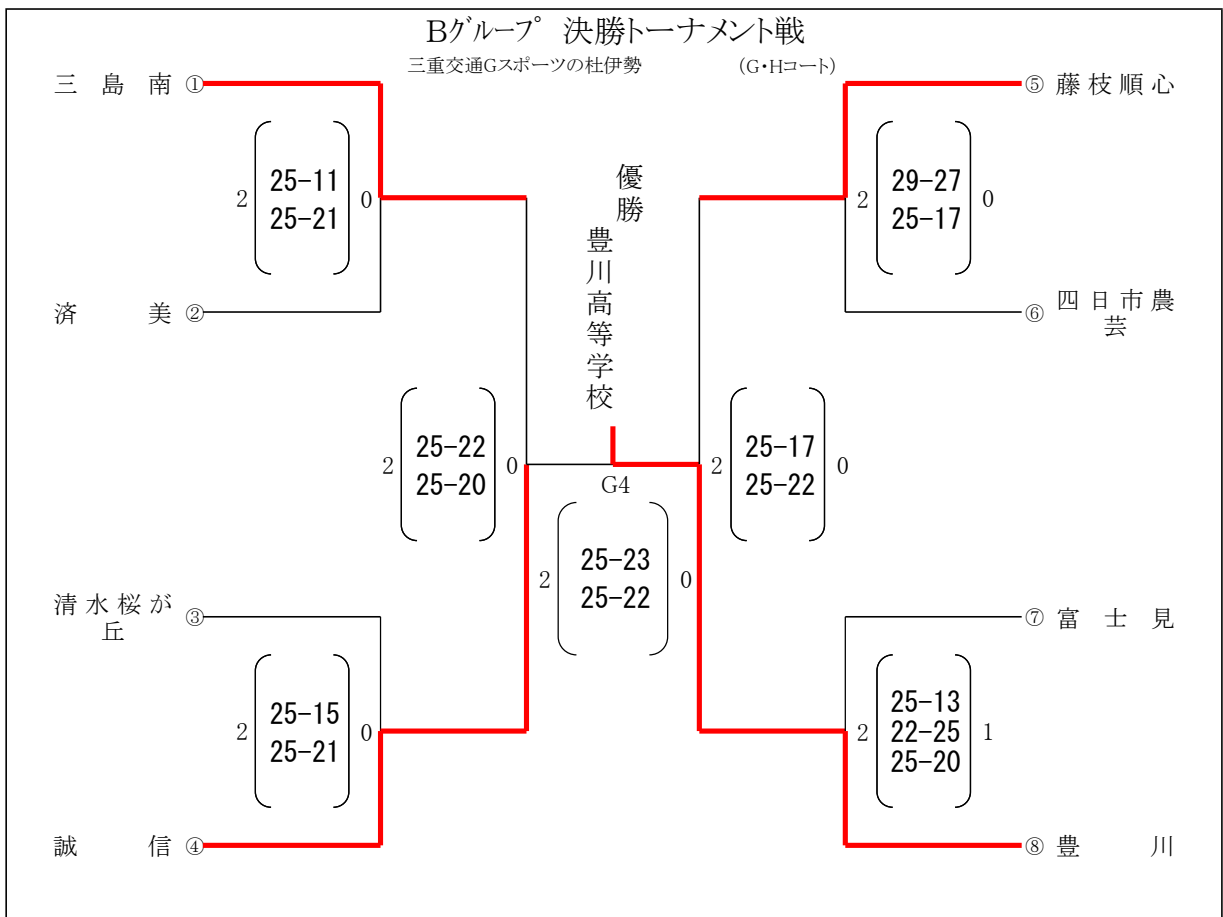 Bグループ 決勝トーナメント戦
三重交通Gスポーツの杜伊勢 (G・Hコート)
三島南 ①
⑤ 藤枝順心
2 25-11 0
25-21
2 29-27 0
25-17
優勝
豊川高等学校
済美 ②
⑥ 四日市農
芸
2 25-22 0
25-20
2 25-17 0
25-22
G4
2 25-23 0
25-22
清水桜が
丘 ③
⑦ 富士見
2 25-15 0
25-21
2 25-13 1
22-25
25-20
誠信 ④
⑧ 豊川